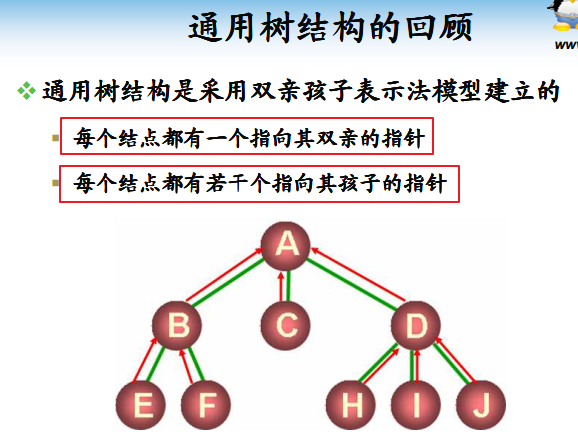 通用树结构的回顾
www
通用树结构是采用双亲孩子表示法模型建立的
每个结点都有一个指向其双亲的指针
每个结点都有若干个指向其孩子的指针
A
B C D
E F H I J